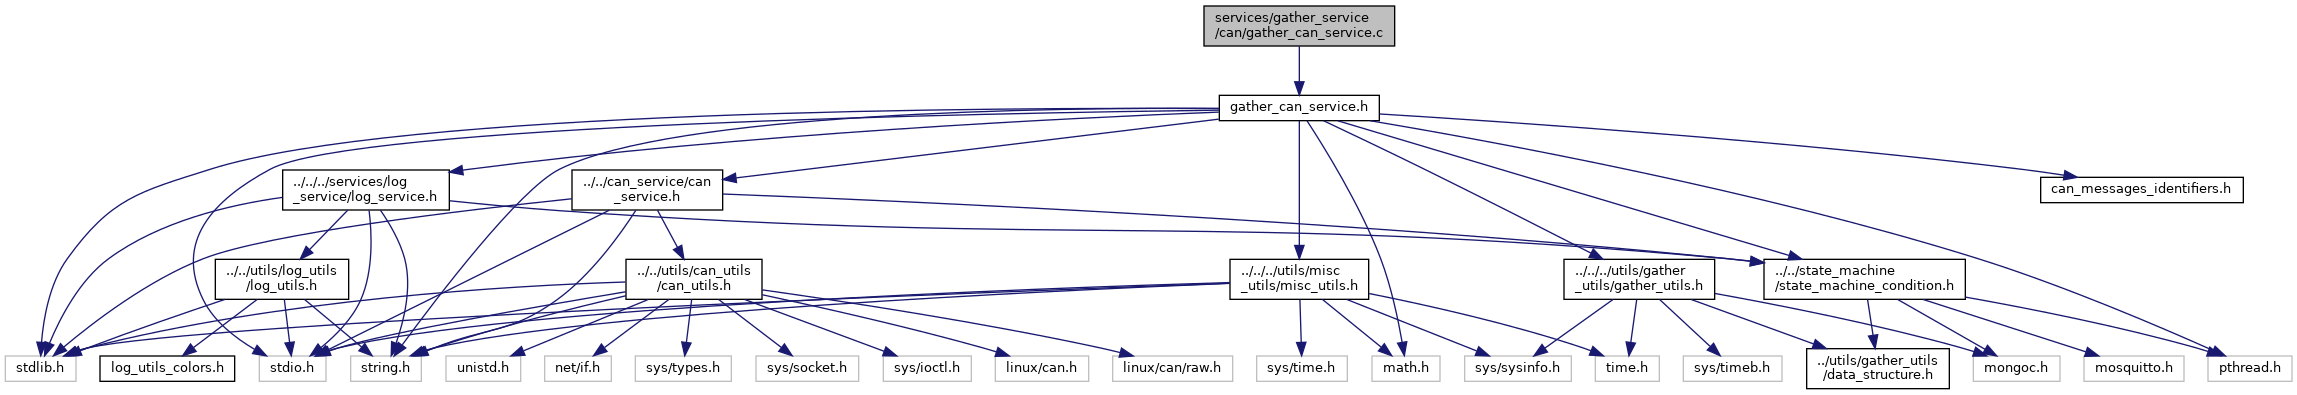 services/gather_service
/can/gather_can_service.c
gather_can_service.h
../../../services/log
_service/log_service.h
../../can_service/can
_service.h
can_messages_identifiers.h
../../utils/log_utils
/log_utils.h
../../utils/can_utils
/can_utils.h
../../../utils/misc
_utils/misc_utils.h
../../../utils/gather
_utils/gather_utils.h
../../state_machine
/state_machine_condition.h
stdlib.h
log_utils_colors.h
stdio.h
string.h
unistd.h
net/if.h
sys/types.h
sys/socket.h
sys/ioctl.h
linux/can.h
linux/can/raw.h
sys/time.h
math.h
sys/sysinfo.h
time.h
sys/timeb.h
../utils/gather_utils
/data_structure.h
mongoc.h
mosquitto.h
pthread.h